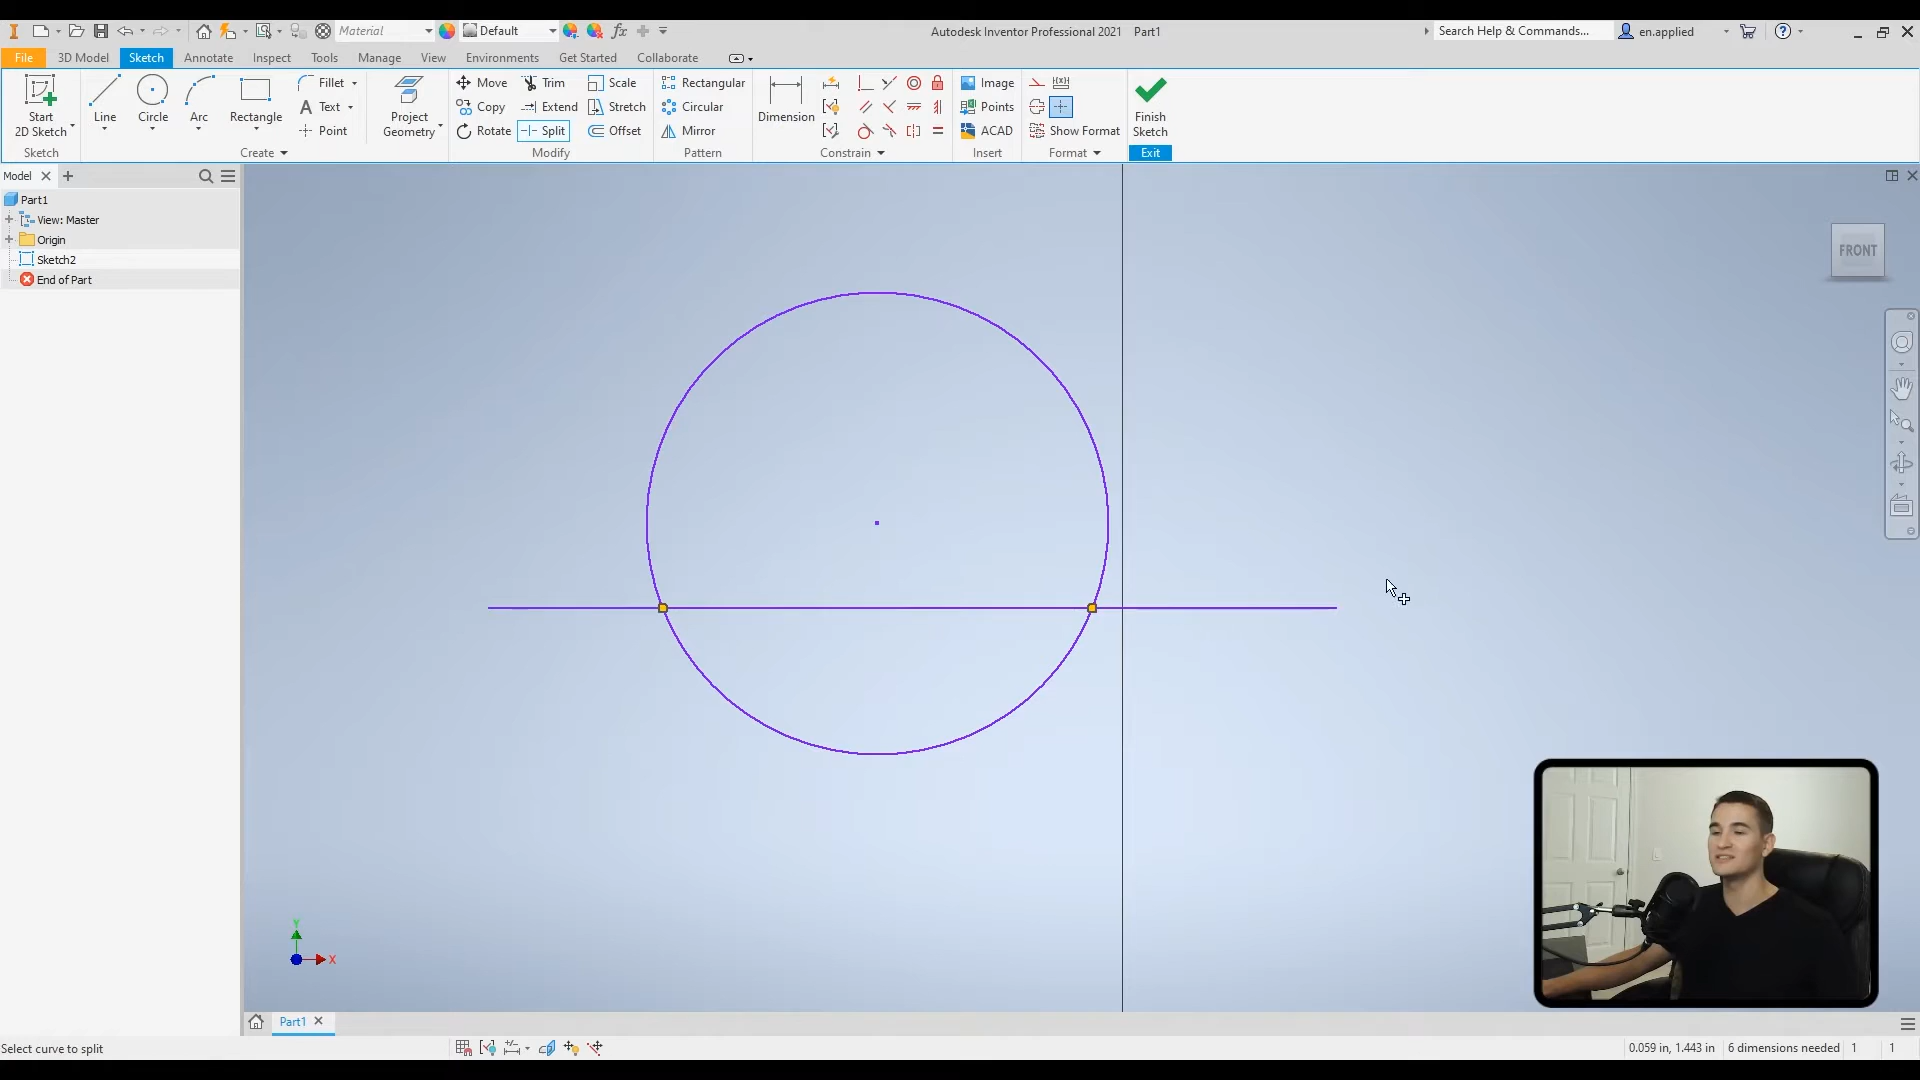 Material Default Autodesk Inventor Professional 2021 Part1 Search Help & Commands... en.applied
File 3D Model Sketch Annotate Inspect Tools Manage View Environments Get Started Collaborate
Start
2D Sketch
Line
Circle
Arc
Rectangle
Fillet
Text
Point
Project
Geometry
Move
Copy
Rotate
Trim
Extend
Split
Scale
Stretch
Offset
Rectangular
Circular
Mirror
Dimension
Image
Points
ACAD
Show Format
Finish
Sketch
Sketch Create Modify Pattern Constrain Insert Format Exit
Model
Part1
View: Master
Origin
Sketch2
End of Part
FRONT
Y
X
Part1
Select curve to split 0.059 in, 1.443 in 6 dimensions needed 1 1